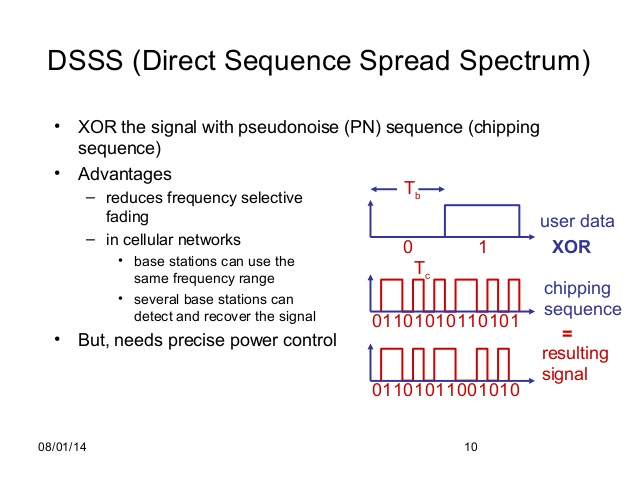 DSSS (Direct Sequence Spread Spectrum)
• XOR the signal with pseudonoise (PN) sequence (chipping
sequence)
• Advantages
– reduces frequency selective
fading
– in cellular networks
• base stations can use the
same frequency range
• several base stations can
detect and recover the signal
• But, needs precise power control
Tb
user data
0 1 XOR
Tc
chipping
sequence
01101010110101
=
resulting
signal
01101011001010
08/01/14 10